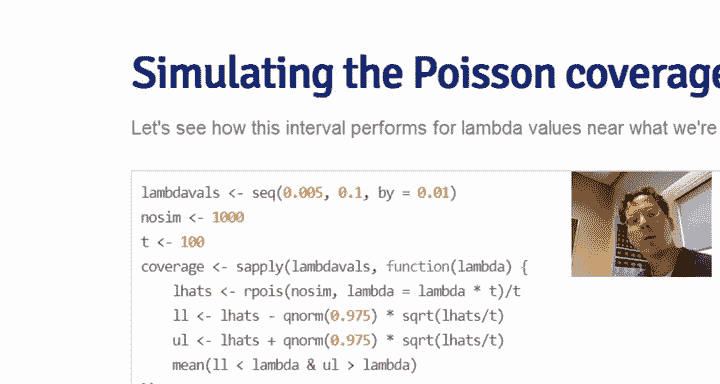 Simulating the Poisson coverage
Let's see how this interval performs for lambda values near what we're
lambdavals <- seq(0.005, 0.1, by = 0.01)
nosim <- 1000
t <- 100
coverage <- sapply(lambdavals, function(lambda) {
    lhats <- rpois(nosim, lambda = lambda * t)/t
    ll <- lhats - qnorm(0.975) * sqrt(lhats/t)
    ul <- lhats + qnorm(0.975) * sqrt(lhats/t)
    mean(ll < lambda & ul > lambda)